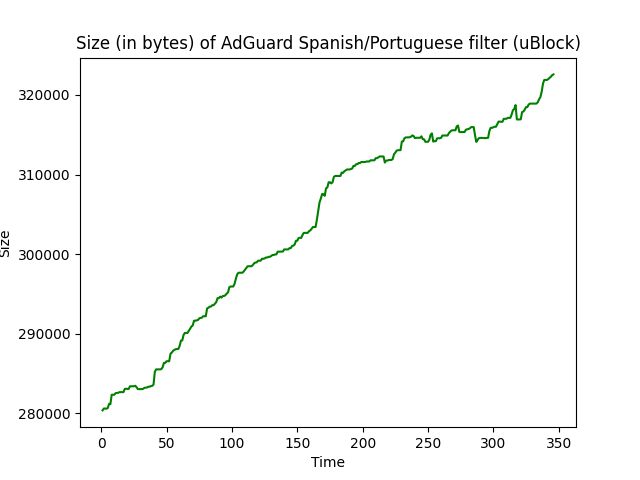 Size (in bytes) of AdGuard Spanish/Portuguese filter (uBlock)
320000
310000
300000
290000
280000
Size
0 50 100 150 200 250 300 350
Time